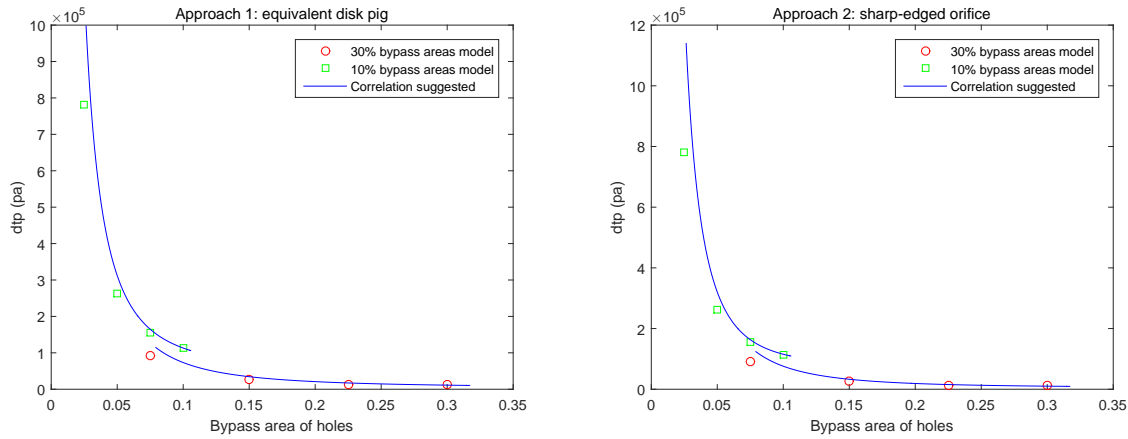 Approach 1: equivalent disk pig
× 10^5
10
9
8
7
6
5
4
3
2
1
0
dtp (pa)
30% bypass areas model
10% bypass areas model
Correlation suggested
0 0.05 0.1 0.15 0.2 0.25 0.3 0.35
Bypass area of holes
Approach 2: sharp-edged orifice
× 10^5
12
10
8
6
4
2
0
dtp (pa)
30% bypass areas model
10% bypass areas model
Correlation suggested
0 0.05 0.1 0.15 0.2 0.25 0.3 0.35
Bypass area of holes